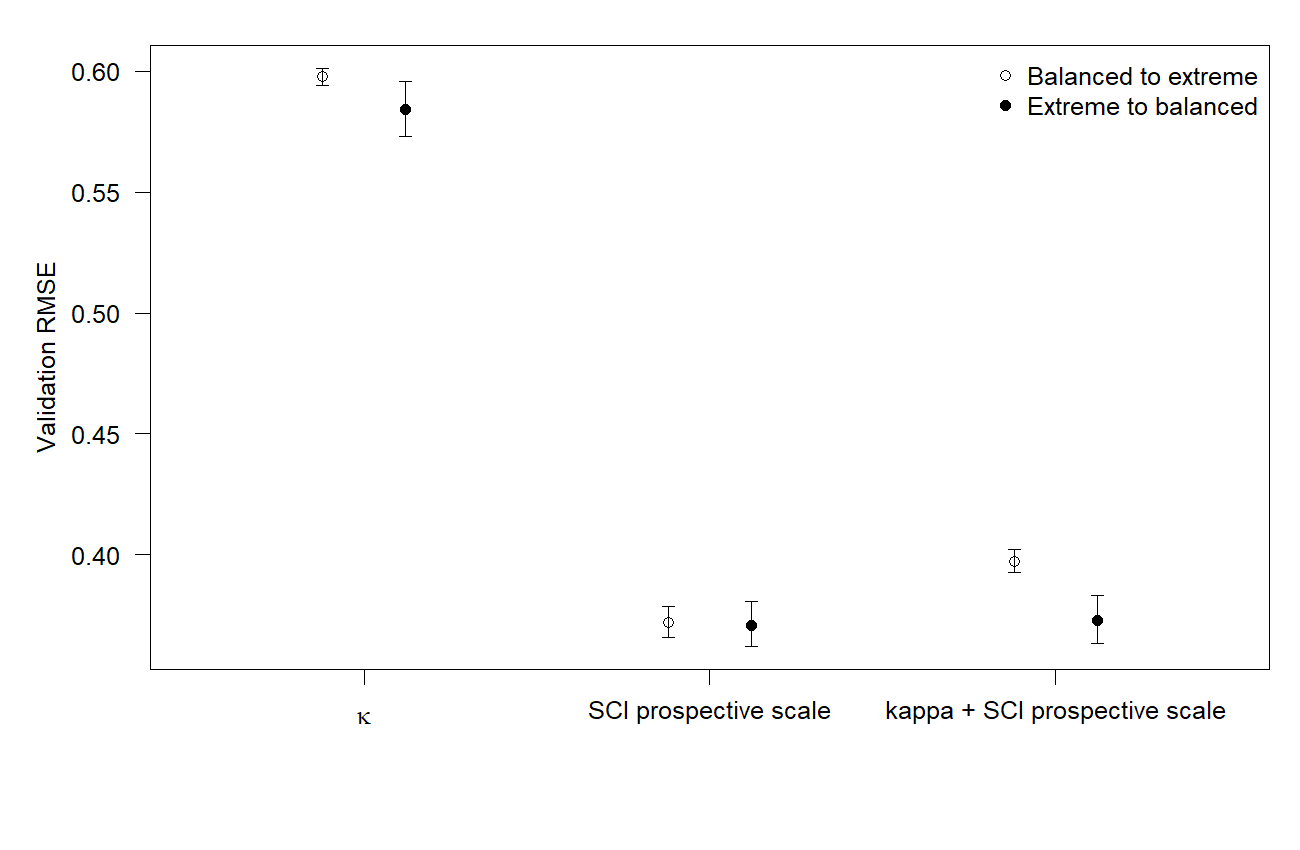 0.60
0.55
0.50
0.45
0.40
Validation RMSE
Balanced to extreme
Extreme to balanced
κ
SCI prospective scale
kappa + SCI prospective scale